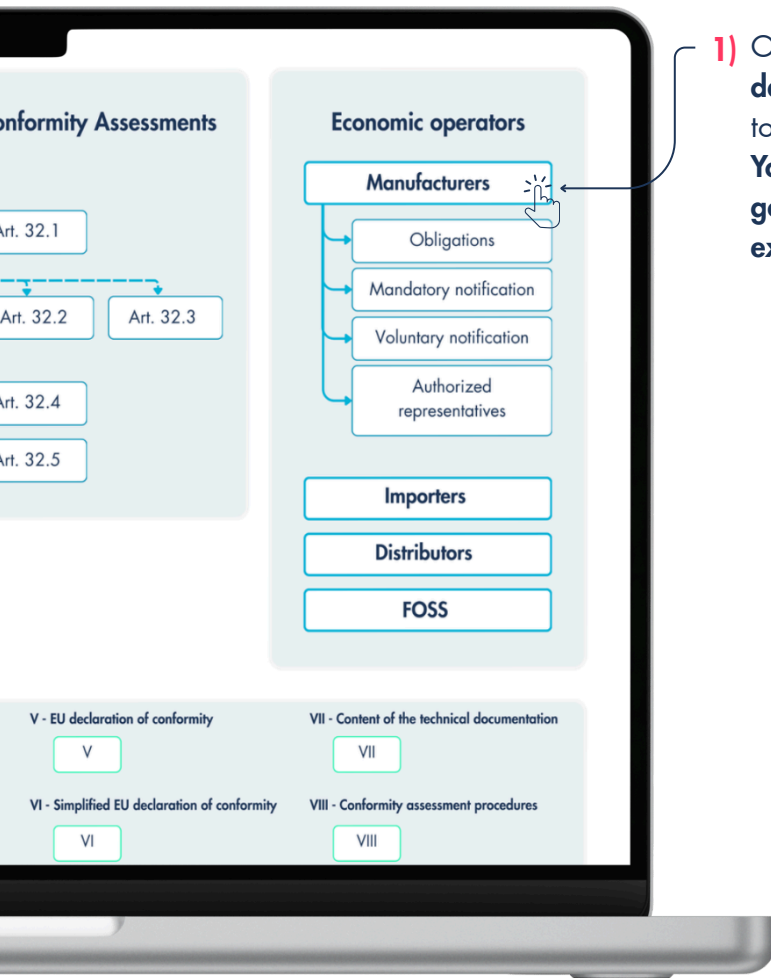 onformity Assessments
Art. 32.1
Art. 32.2
Art. 32.3
Art. 32.4
Art. 32.5
Economic operators
Manufacturers
Obligations
Mandatory notification
Voluntary notification
Authorized
representatives
Importers
Distributors
FOSS
V - EU declaration of conformity
V
VI - Simplified EU declaration of conformity
VI
VII - Content of the technical documentation
VII
VIII - Conformity assessment procedures
VIII
1)
to